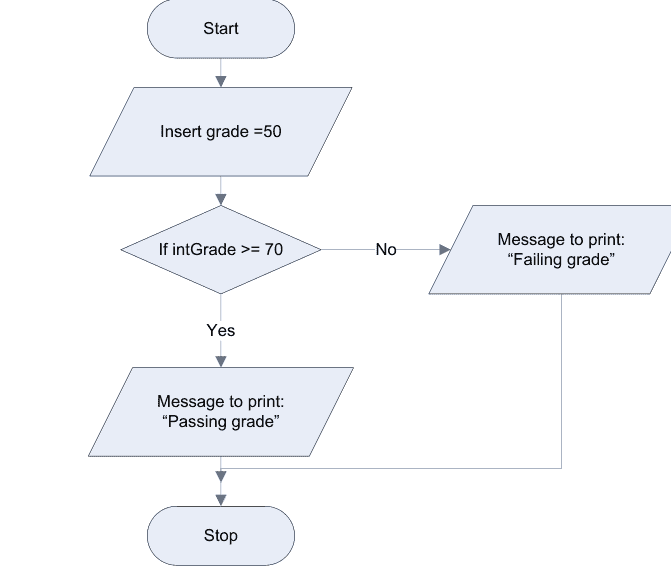 Start
Insert grade =50
If intGrade >= 70
No
Message to print:
“Failing grade”
Yes
Message to print:
“Passing grade”
Stop